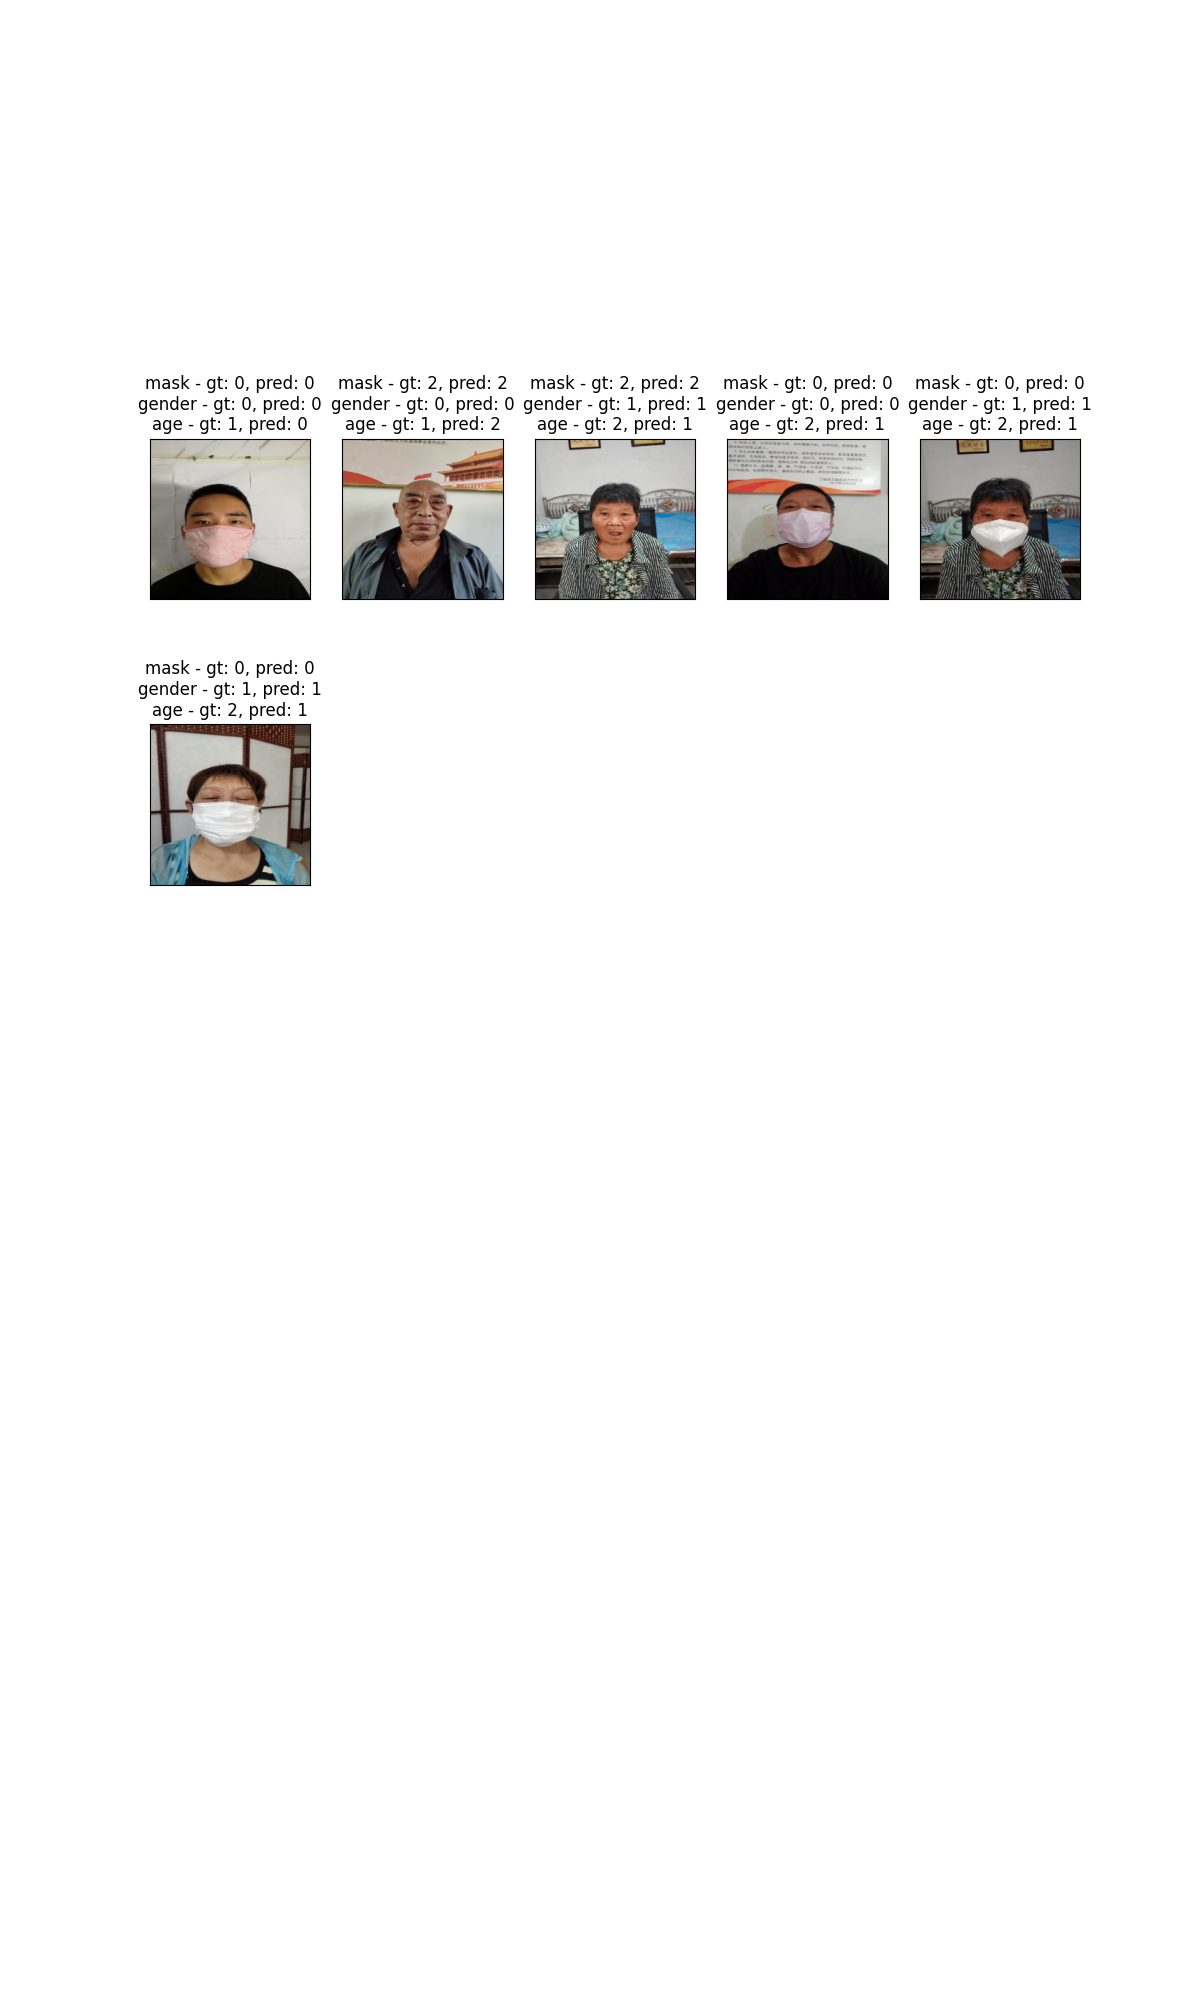 mask - gt: 0, pred: 0
gender - gt: 0, pred: 0
age - gt: 1, pred: 0
mask - gt: 2, pred: 2
gender - gt: 0, pred: 0
age - gt: 1, pred: 2
mask - gt: 2, pred: 2
gender - gt: 1, pred: 1
age - gt: 2, pred: 1
mask - gt: 0, pred: 0
gender - gt: 0, pred: 0
age - gt: 2, pred: 1
mask - gt: 0, pred: 0
gender - gt: 1, pred: 1
age - gt: 2, pred: 1
mask - gt: 0, pred: 0
gender - gt: 1, pred: 1
age - gt: 2, pred: 1